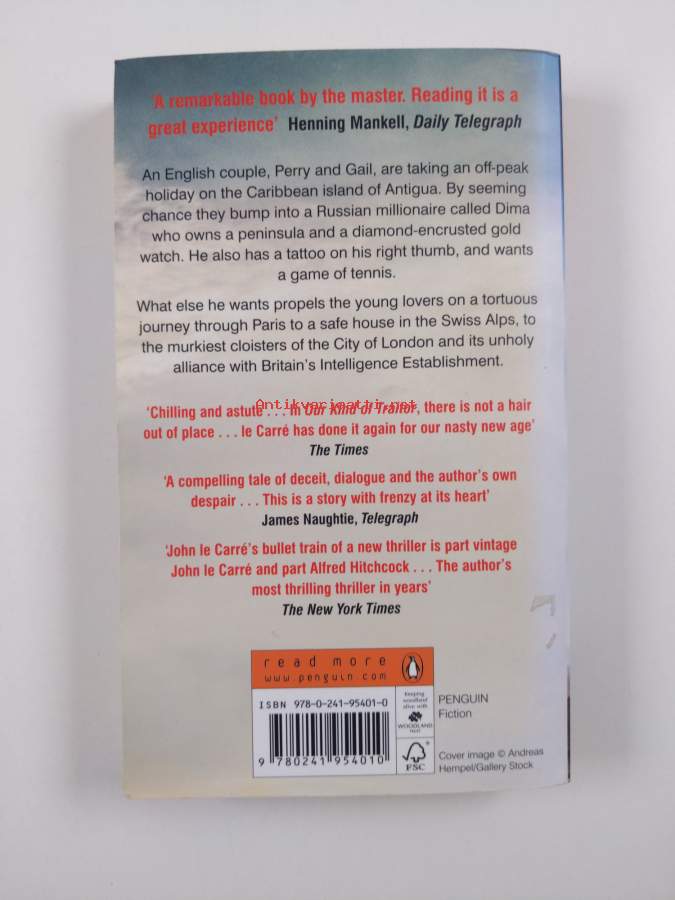 ‘A remarkable book by the master. Reading it is a
great experience’ Henning Mankell, Daily Telegraph
An English couple, Perry and Gail, are taking an off-peak
holiday on the Caribbean island of Antigua. By seeming
chance they bump into a Russian millionaire called Dima
who owns a peninsula and a diamond-encrusted gold
watch. He also has a tattoo on his right thumb, and wants
a game of tennis.
What else he wants propels the young lovers on a tortuous
journey through Paris to a safe house in the Swiss Alps, to
the murkiest cloisters of the City of London and its unholy
alliance with Britain’s Intelligence Establishment.
Antikvariaatti.net
‘Chilling and astute . . . In Our Kind of Traitor, there is not a hair
out of place . . . le Carré has done it again for our nasty new age’
The Times
‘A compelling tale of deceit, dialogue and the author’s own
despair . . . This is a story with frenzy at its heart’
James Naughtie, Telegraph
‘John le Carré’s bullet train of a new thriller is part vintage
John le Carré and part Alfred Hitchcock . . . The author’s
most thrilling thriller in years’
The New York Times
read more
www.penguin.com
ISBN 978-0-241-95401-0
9 780241 954010
Keeping
woodland
alive with
WOODLAND
TRUST
FSC
PENGUIN
Fiction
Cover image © Andreas
Hempel/Gallery Stock